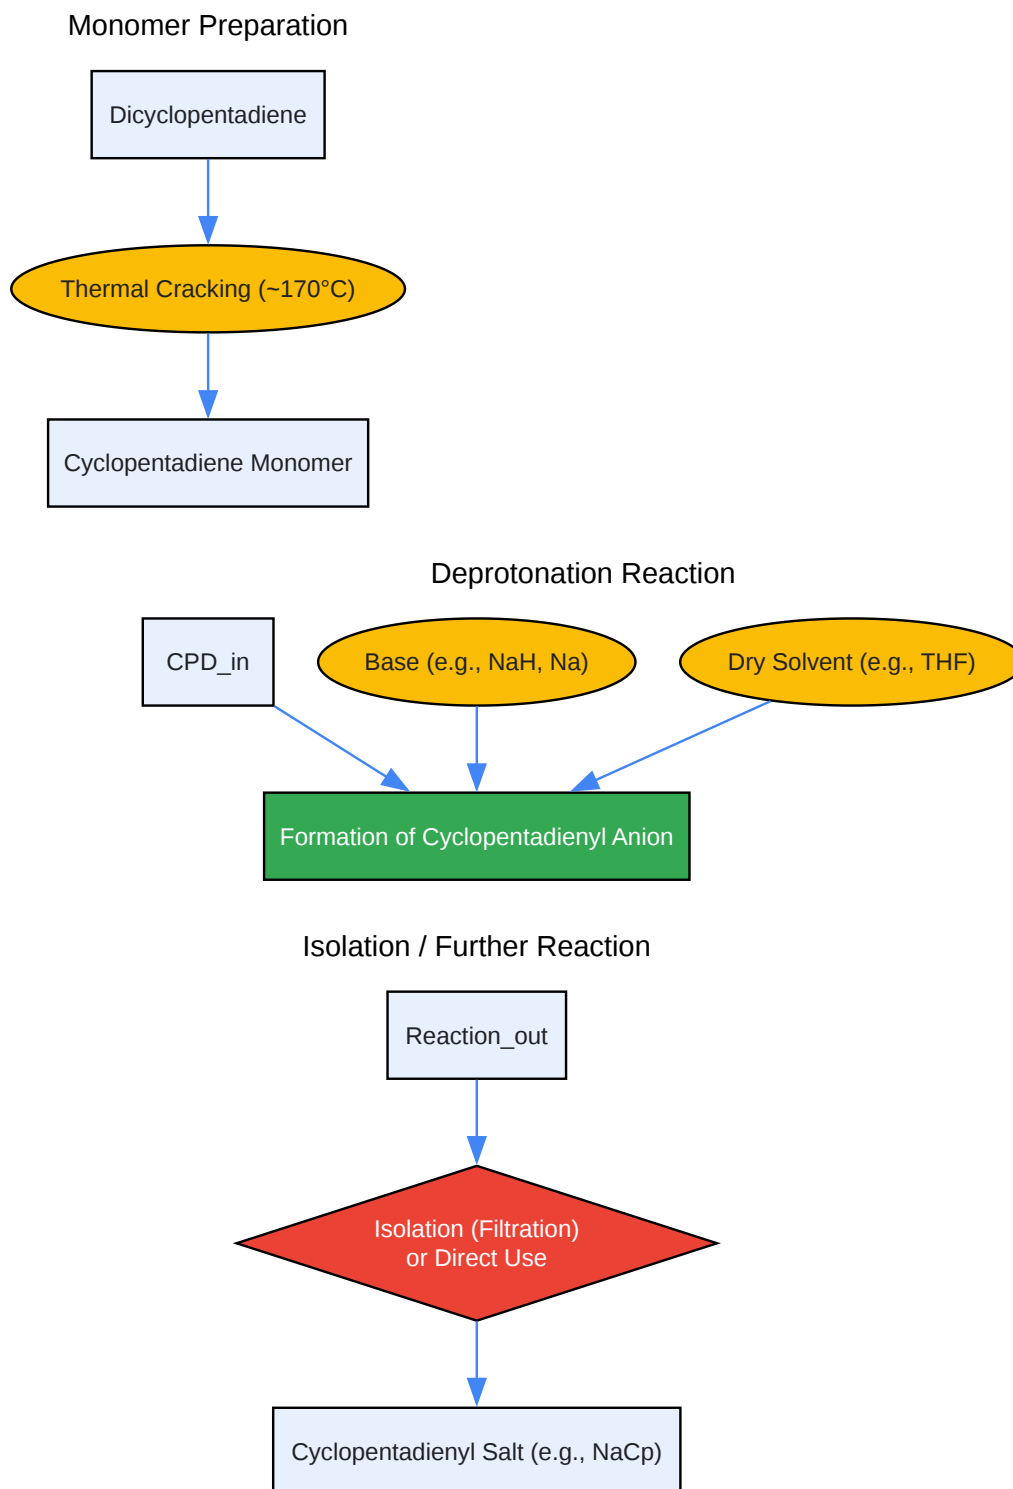 Monomer Preparation
Dicyclopentadiene
Thermal Cracking (~170°C)
Cyclopentadiene Monomer
Deprotonation Reaction
CPD_in
Base (e.g., NaH, Na)
Dry Solvent (e.g., THF)
Formation of Cyclopentadienyl Anion
Isolation / Further Reaction
Reaction_out
Isolation (Filtration)
or Direct Use
Cyclopentadienyl Salt (e.g., NaCp)